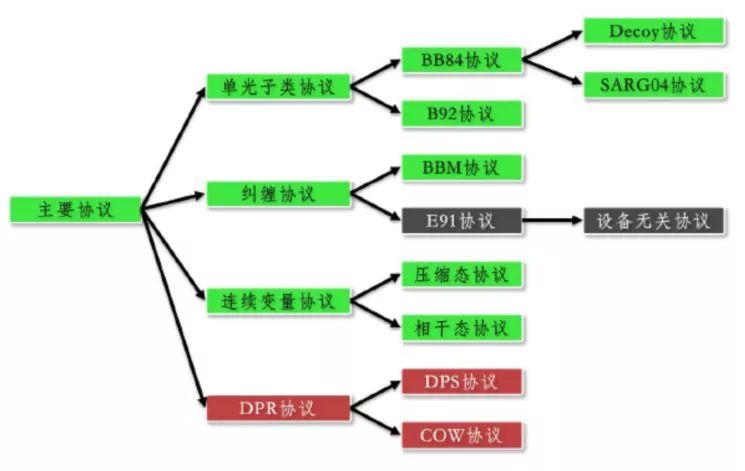 主要协议
单光子类协议
BB84协议
Decoy协议
SARG04协议
B92协议
纠缠协议
BBM协议
E91协议
设备无关协议
连续变量协议
压缩态协议
相干态协议
DPR协议
DPS协议
COW协议